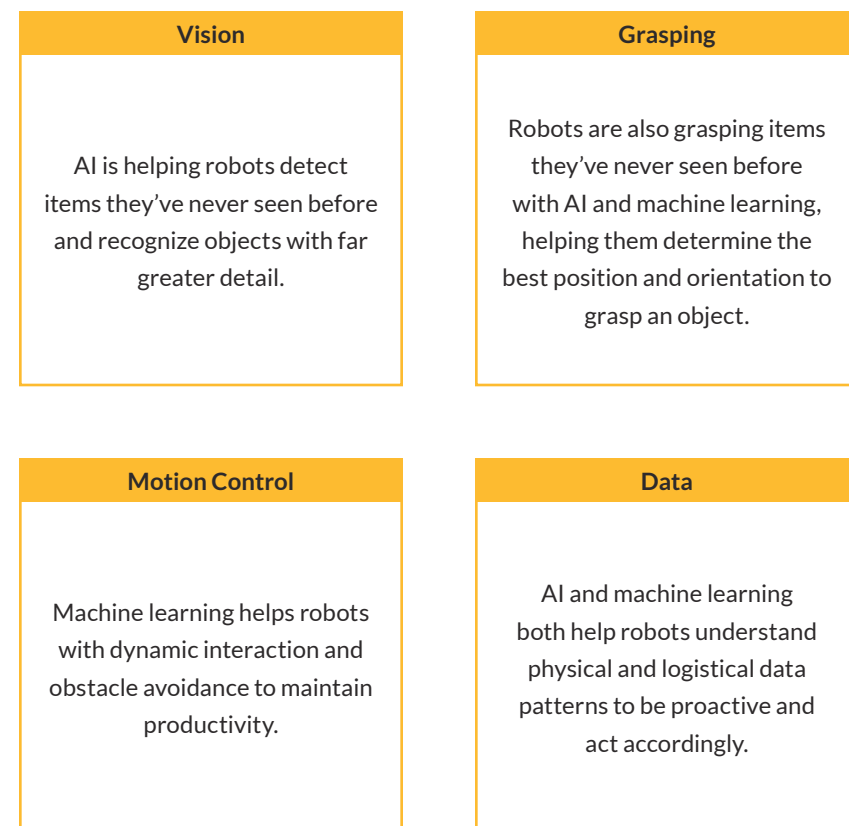 Vision
AI is helping robots detect
items they’ve never seen before
and recognize objects with far
greater detail.
Grasping
Robots are also grasping items
they’ve never seen before
with AI and machine learning,
helping them determine the
best position and orientation to
grasp an object.
Motion Control
Machine learning helps robots
with dynamic interaction and
obstacle avoidance to maintain
productivity.
Data
AI and machine learning
both help robots understand
physical and logistical data
patterns to be proactive and
act accordingly.